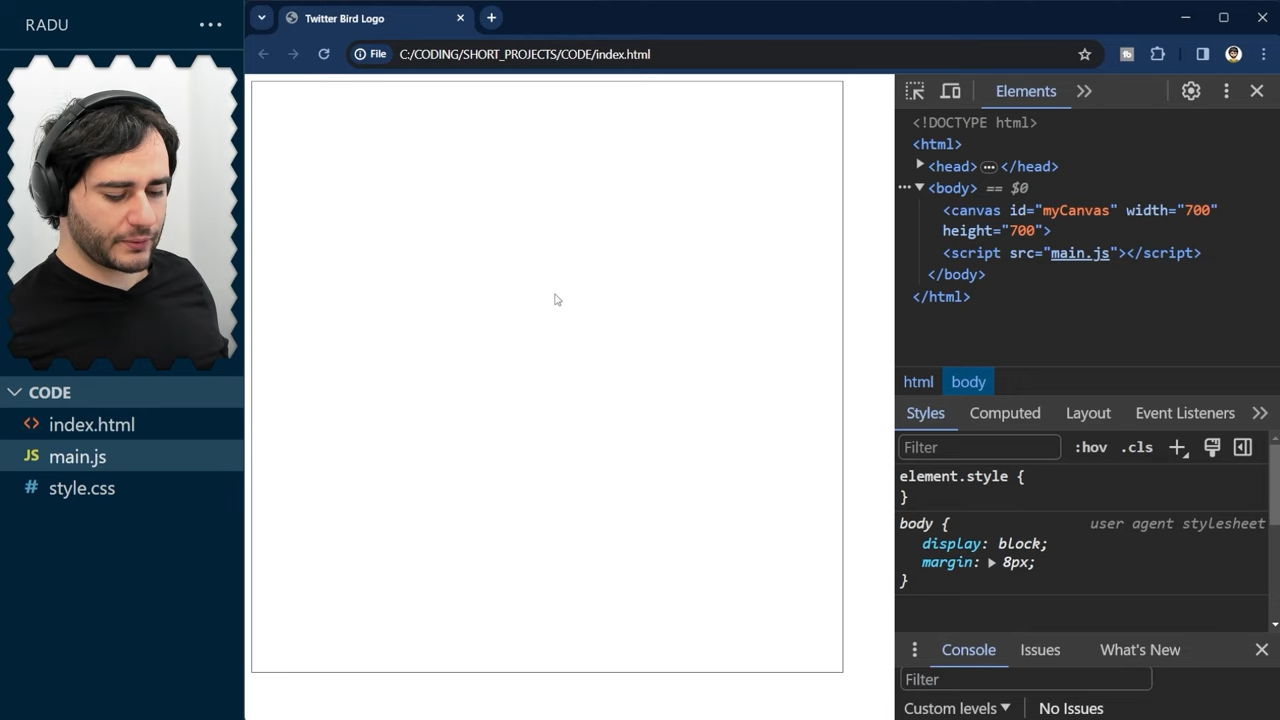 RADU
CODE
index.html
JS main.js
# style.css
Twitter Bird Logo
File C:/CODING/SHORT_PROJECTS/CODE/index.html
Elements
<!DOCTYPE html>
<html>
<head> … </head>
<body> == $0
<canvas id="myCanvas" width="700"
height="700">
<script src="main.js"></script>
</body>
</html>
html body
Styles Computed Layout Event Listeners
Filter :hov .cls
element.style {
}
body { user agent stylesheet
display: block;
margin: 8px;
}
Console Issues What's New
Filter
Custom levels No Issues